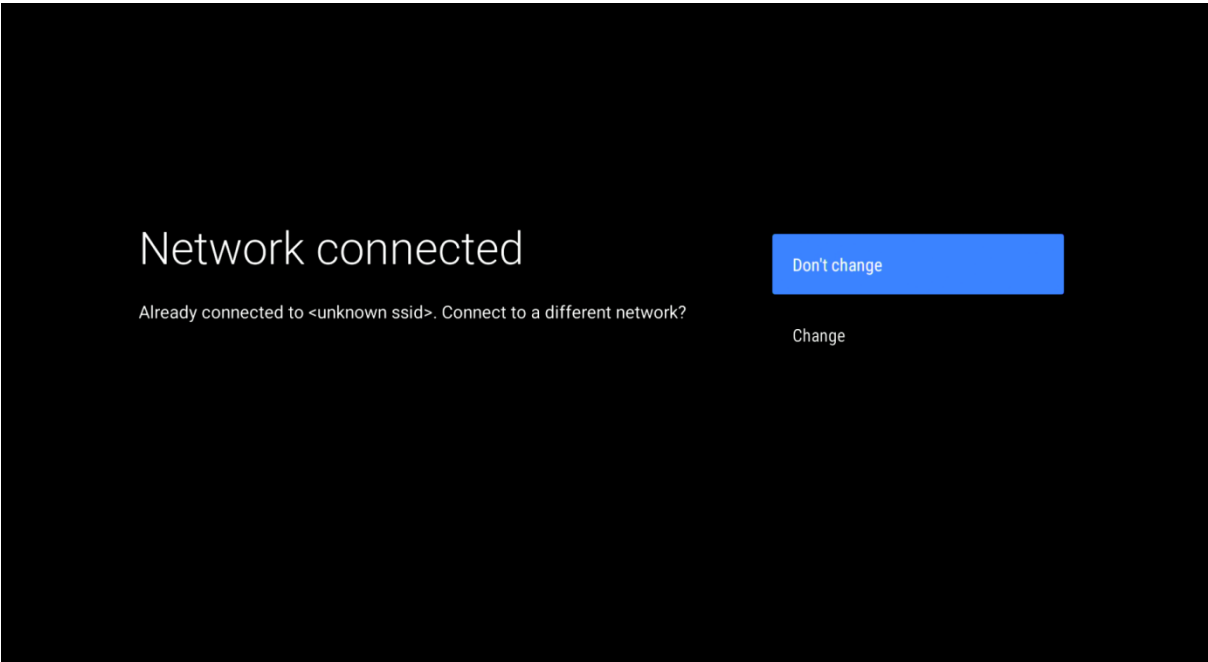 Network connected
Already connected to <unknown ssid>. Connect to a different network?
Don't change
Change